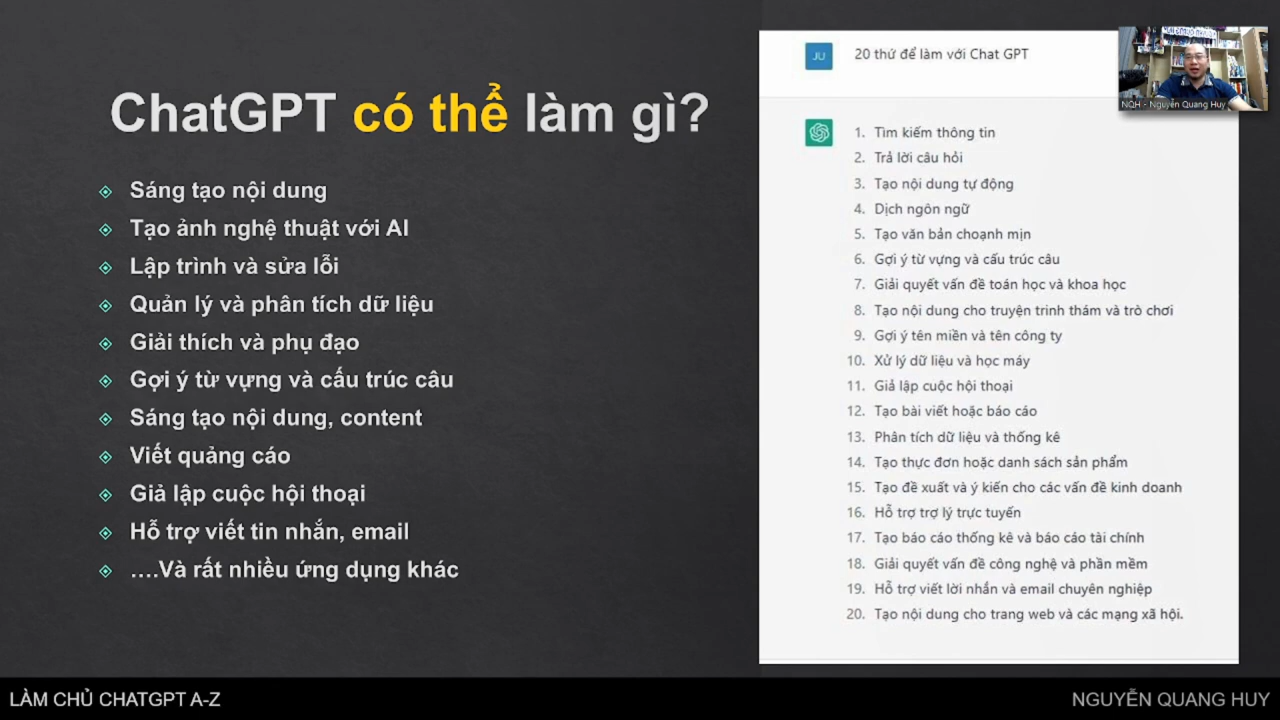 ChatGPT có thể làm gì?
Sáng tạo nội dung
Tạo ảnh nghệ thuật với AI
Lập trình và sửa lỗi
Quản lý và phân tích dữ liệu
Giải thích và phụ đạo
Gợi ý từ vựng và cấu trúc câu
Sáng tạo nội dung, content
Viết quảng cáo
Giả lập cuộc hội thoại
Hỗ trợ viết tin nhắn, email
....Và rất nhiều ứng dụng khác
JU
20 thứ để làm với Chat GPT
1. Tìm kiếm thông tin
2. Trả lời câu hỏi
3. Tạo nội dung tự động
4. Dịch ngôn ngữ
5. Tạo văn bản choạnh mịn
6. Gợi ý từ vựng và cấu trúc câu
7. Giải quyết vấn đề toán học và khoa học
8. Tạo nội dung cho truyện trinh thám và trò chơi
9. Gợi ý tên miền và tên công ty
10. Xử lý dữ liệu và học máy
11. Giả lập cuộc hội thoại
12. Tạo bài viết hoặc báo cáo
13. Phân tích dữ liệu và thống kê
14. Tạo thực đơn hoặc danh sách sản phẩm
15. Tạo đề xuất và ý kiến cho các vấn đề kinh doanh
16. Hỗ trợ trợ lý trực tuyến
17. Tạo báo cáo thống kê và báo cáo tài chính
18. Giải quyết vấn đề công nghệ và phần mềm
19. Hỗ trợ viết lời nhắn và email chuyên nghiệp
20. Tạo nội dung cho trang web và các mạng xã hội.
NQH - Nguyễn Quang Huy
LÀM CHỦ CHATGPT A-Z
NGUYỄN QUANG HUY